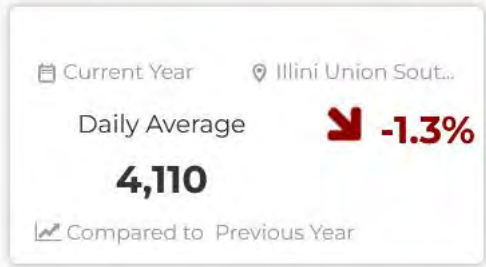 Current Year Illini Union Sout...
Daily Average -1.3%
4,110
Compared to Previous Year